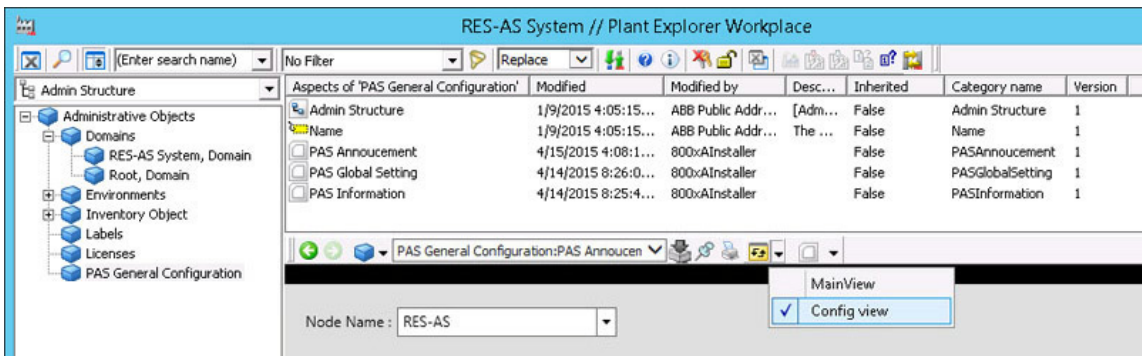 RES-AS System // Plant Explorer Workplace
(Enter search name) No Filter Replace
Admin Structure
Administrative Objects
Domains
RES-AS System, Domain
Root, Domain
Environments
Inventory Object
Labels
Licenses
PAS General Configuration
Aspects of 'PAS General Configuration' Modified Modified by Desc... Inherited Category name Version
Admin Structure 1/9/2015 4:05:15... ABB Public Addr... [Adm... False Admin Structure 1
Name 1/9/2015 4:05:15... ABB Public Addr... The ... False Name 1
PAS Annoucement 4/15/2015 4:08:1... 800xAInstaller False PASAnnoucement 1
PAS Global Setting 4/14/2015 8:26:0... 800xAInstaller False PASGlobalSetting 1
PAS Information 4/14/2015 8:25:4... 800xAInstaller False PASInformation 1
PAS General Configuration:PAS Annoucen
MainView
Config view
Node Name : RES-AS